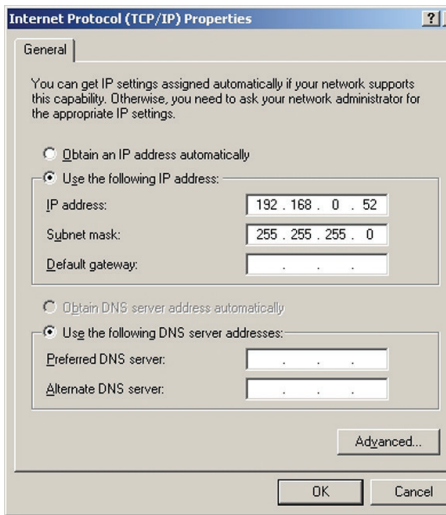 Internet Protocol (TCP/IP) Properties
?
General
You can get IP settings assigned automatically if your network supports
this capability. Otherwise, you need to ask your network administrator for
the appropriate IP settings.
Obtain an IP address automatically
Use the following IP address:
IP address: 192 . 168 . 0 . 52
Subnet mask: 255 . 255 . 255 . 0
Default gateway: . . .
Obtain DNS server address automatically
Use the following DNS server addresses:
Preferred DNS server: . . .
Alternate DNS server: . . .
Advanced...
OK Cancel